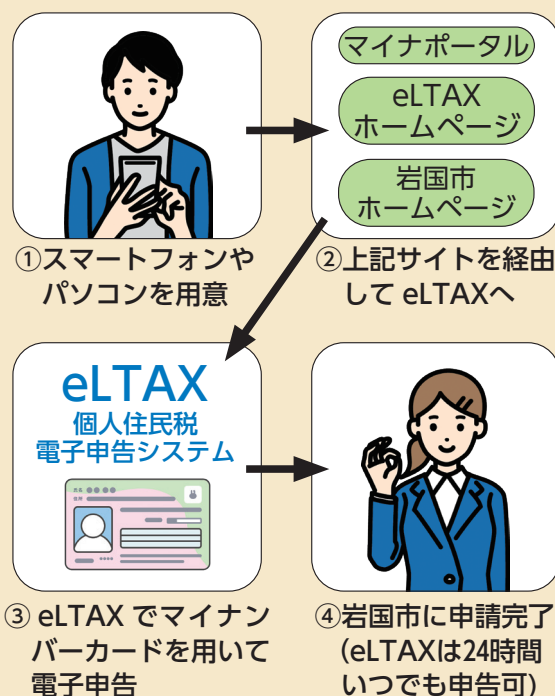 マイナポータル
eLTAX
ホームページ
岩国市
ホームページ
①スマートフォンや
パソコンを用意
②上記サイトを経由
して eLTAXへ
eLTAX
個人住民税
電子申告システム
③ eLTAX でマイナン
バーカードを用いて
電子申告
④岩国市に申請完了
(eLTAXは24時間
いつでも申告可)